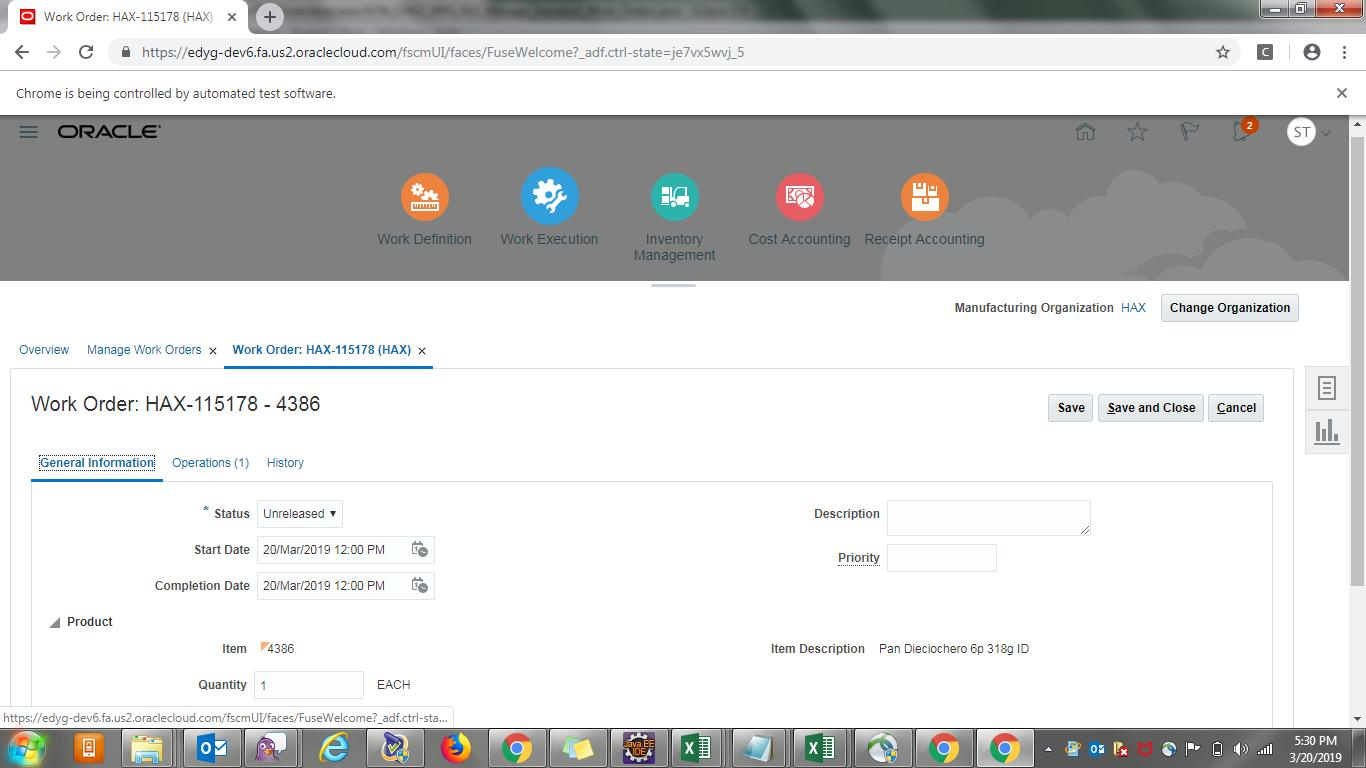 Work Order: HAX-115178 (HAX)
https://edyg-dev6.fa.us2.oraclecloud.com/fscmUI/faces/FuseWelcome?_adf.ctrl-state=je7vx5wvj_5
C
Chrome is being controlled by automated test software.
ORACLE
2
ST
Work Definition
Work Execution
Inventory
Management
Cost Accounting
Receipt Accounting
Manufacturing Organization HAX Change Organization
Overview Manage Work Orders Work Order: HAX-115178 (HAX)
Work Order: HAX-115178 - 4386
Save Save and Close Cancel
General Information Operations (1) History
* Status Unreleased
Description
Start Date 20/Mar/2019 12:00 PM
Priority
Completion Date 20/Mar/2019 12:00 PM
Product
Item 4386
Item Description Pan Dieciochero 6p 318g ID
Quantity 1 EACH
https://edyg-dev6.fa.us2.oraclecloud.com/fscmUI/faces/FuseWelcome?_adf.ctrl-sta...
Java EE
IDE
5:30 PM
3/20/2019